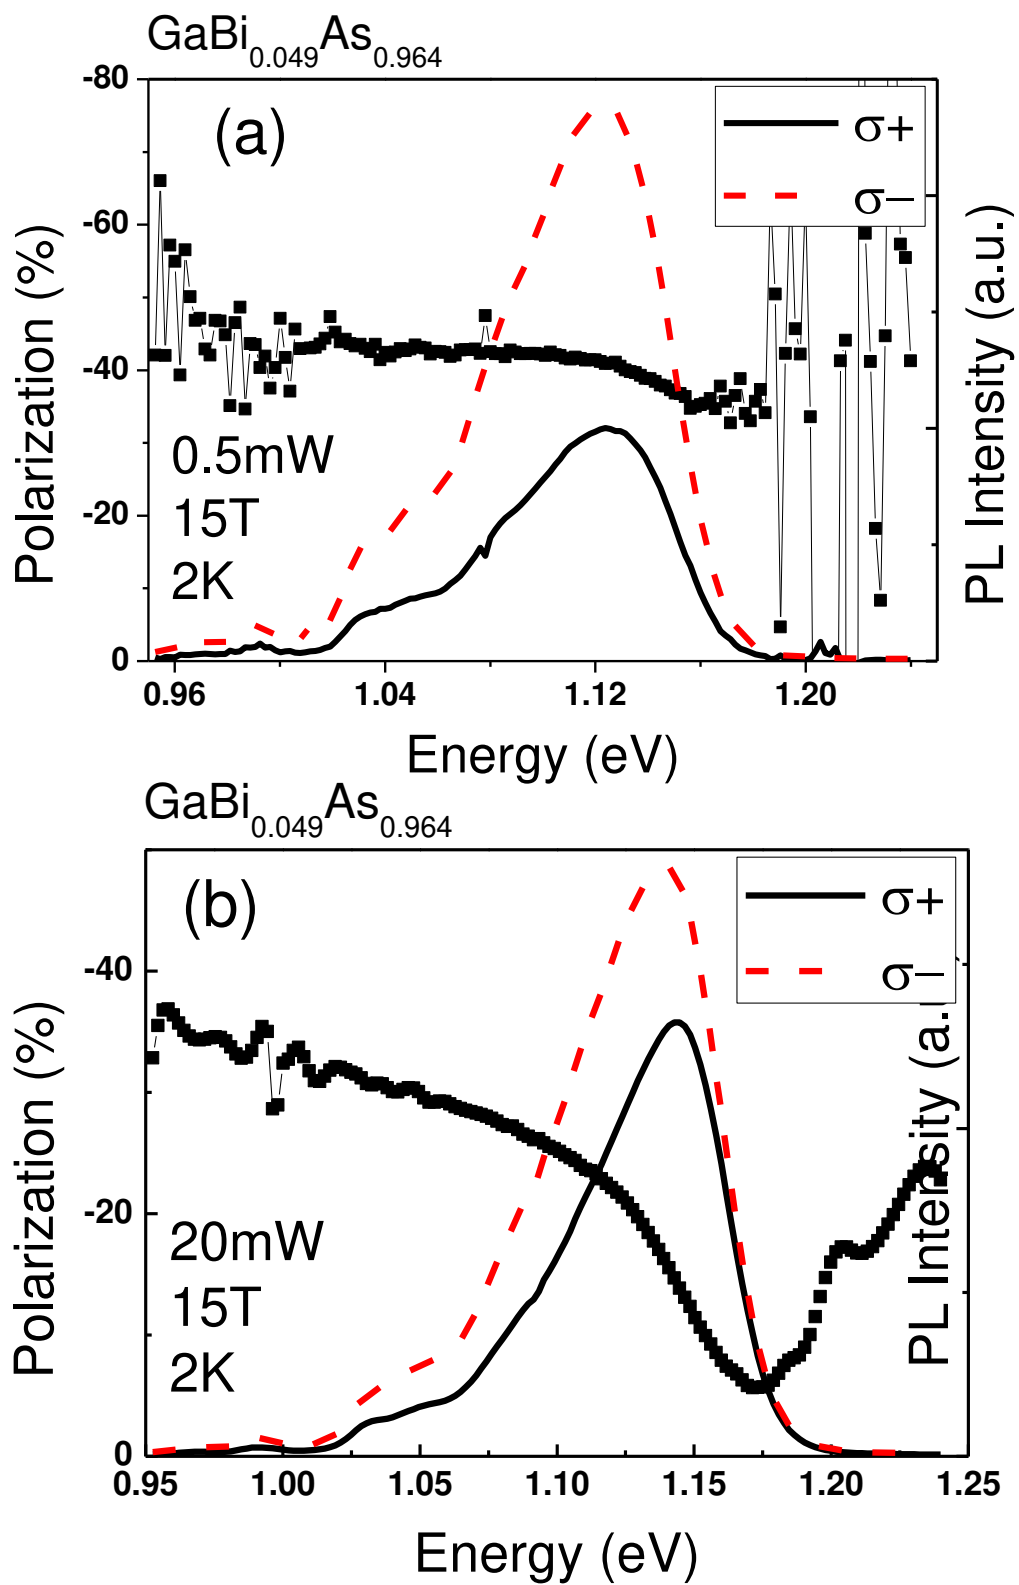 GaBi0.049As0.964
(a)
σ+
σ−
-80
-60
-40
-20
0
Polarization (%)
PL Intensity (a.u.)
0.5mW
15T
2K
0.96
1.04
1.12
1.20
Energy (eV)
GaBi0.049As0.964
(b)
σ+
σ−
-40
-20
0
Polarization (%)
PL Intensity (a.u
20mW
15T
2K
0.95
1.00
1.05
1.10
1.15
1.20
1.25
Energy (eV)